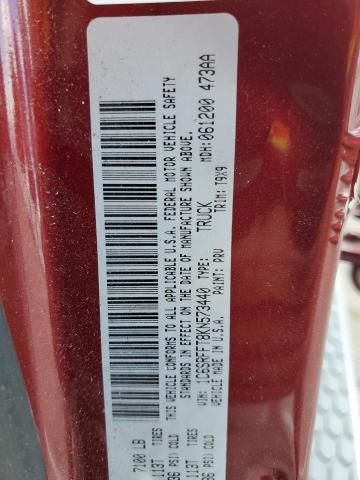 7100 LB
113T TIRES
36 PSI) COLD
113T TIRES
36 PSI) COLD
THIS VEHICLE CONFORMS TO ALL APPLICABLE U.S.A. FEDERAL MOTOR VEHICLE SAFETY
STANDARDS IN EFFECT ON THE DATE OF MANUFACTURE SHOWN ABOVE.
VIN: 1C6SRFFT8KN573440 TYPE: TRUCK MDH: 061200 473AA
MADE IN U.S.A. PAINT: PRV TRIM: T9X9